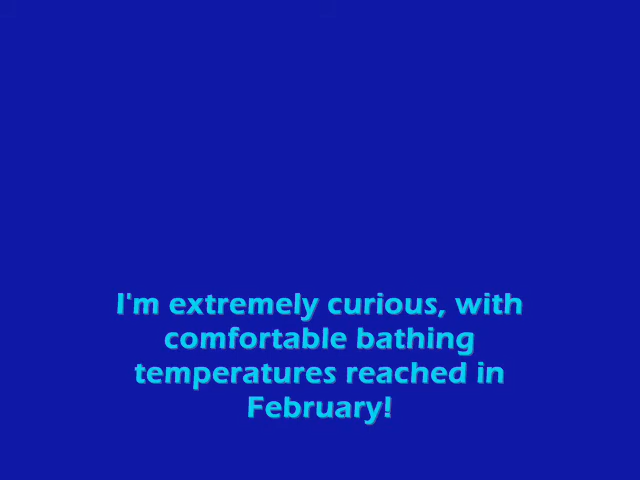 I'm extremely curious, with
comfortable bathing
temperatures reached in
February!